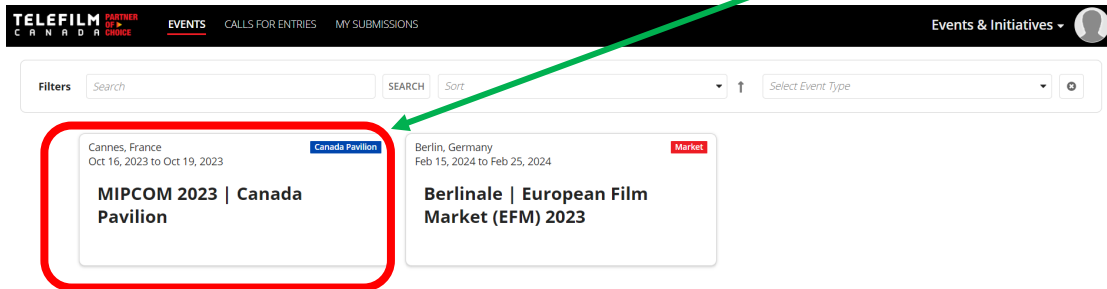 TELEFILM PARTNER
OF
CANADA CHOICE
EVENTS CALLS FOR ENTRIES MY SUBMISSIONS Events & Initiatives
Filters Search SEARCH Sort Select Event Type
Cannes, France Canada Pavilion
Oct 16, 2023 to Oct 19, 2023
MIPCOM 2023 | Canada
Pavilion
Berlin, Germany Market
Feb 15, 2024 to Feb 25, 2024
Berlinale | European Film
Market (EFM) 2023